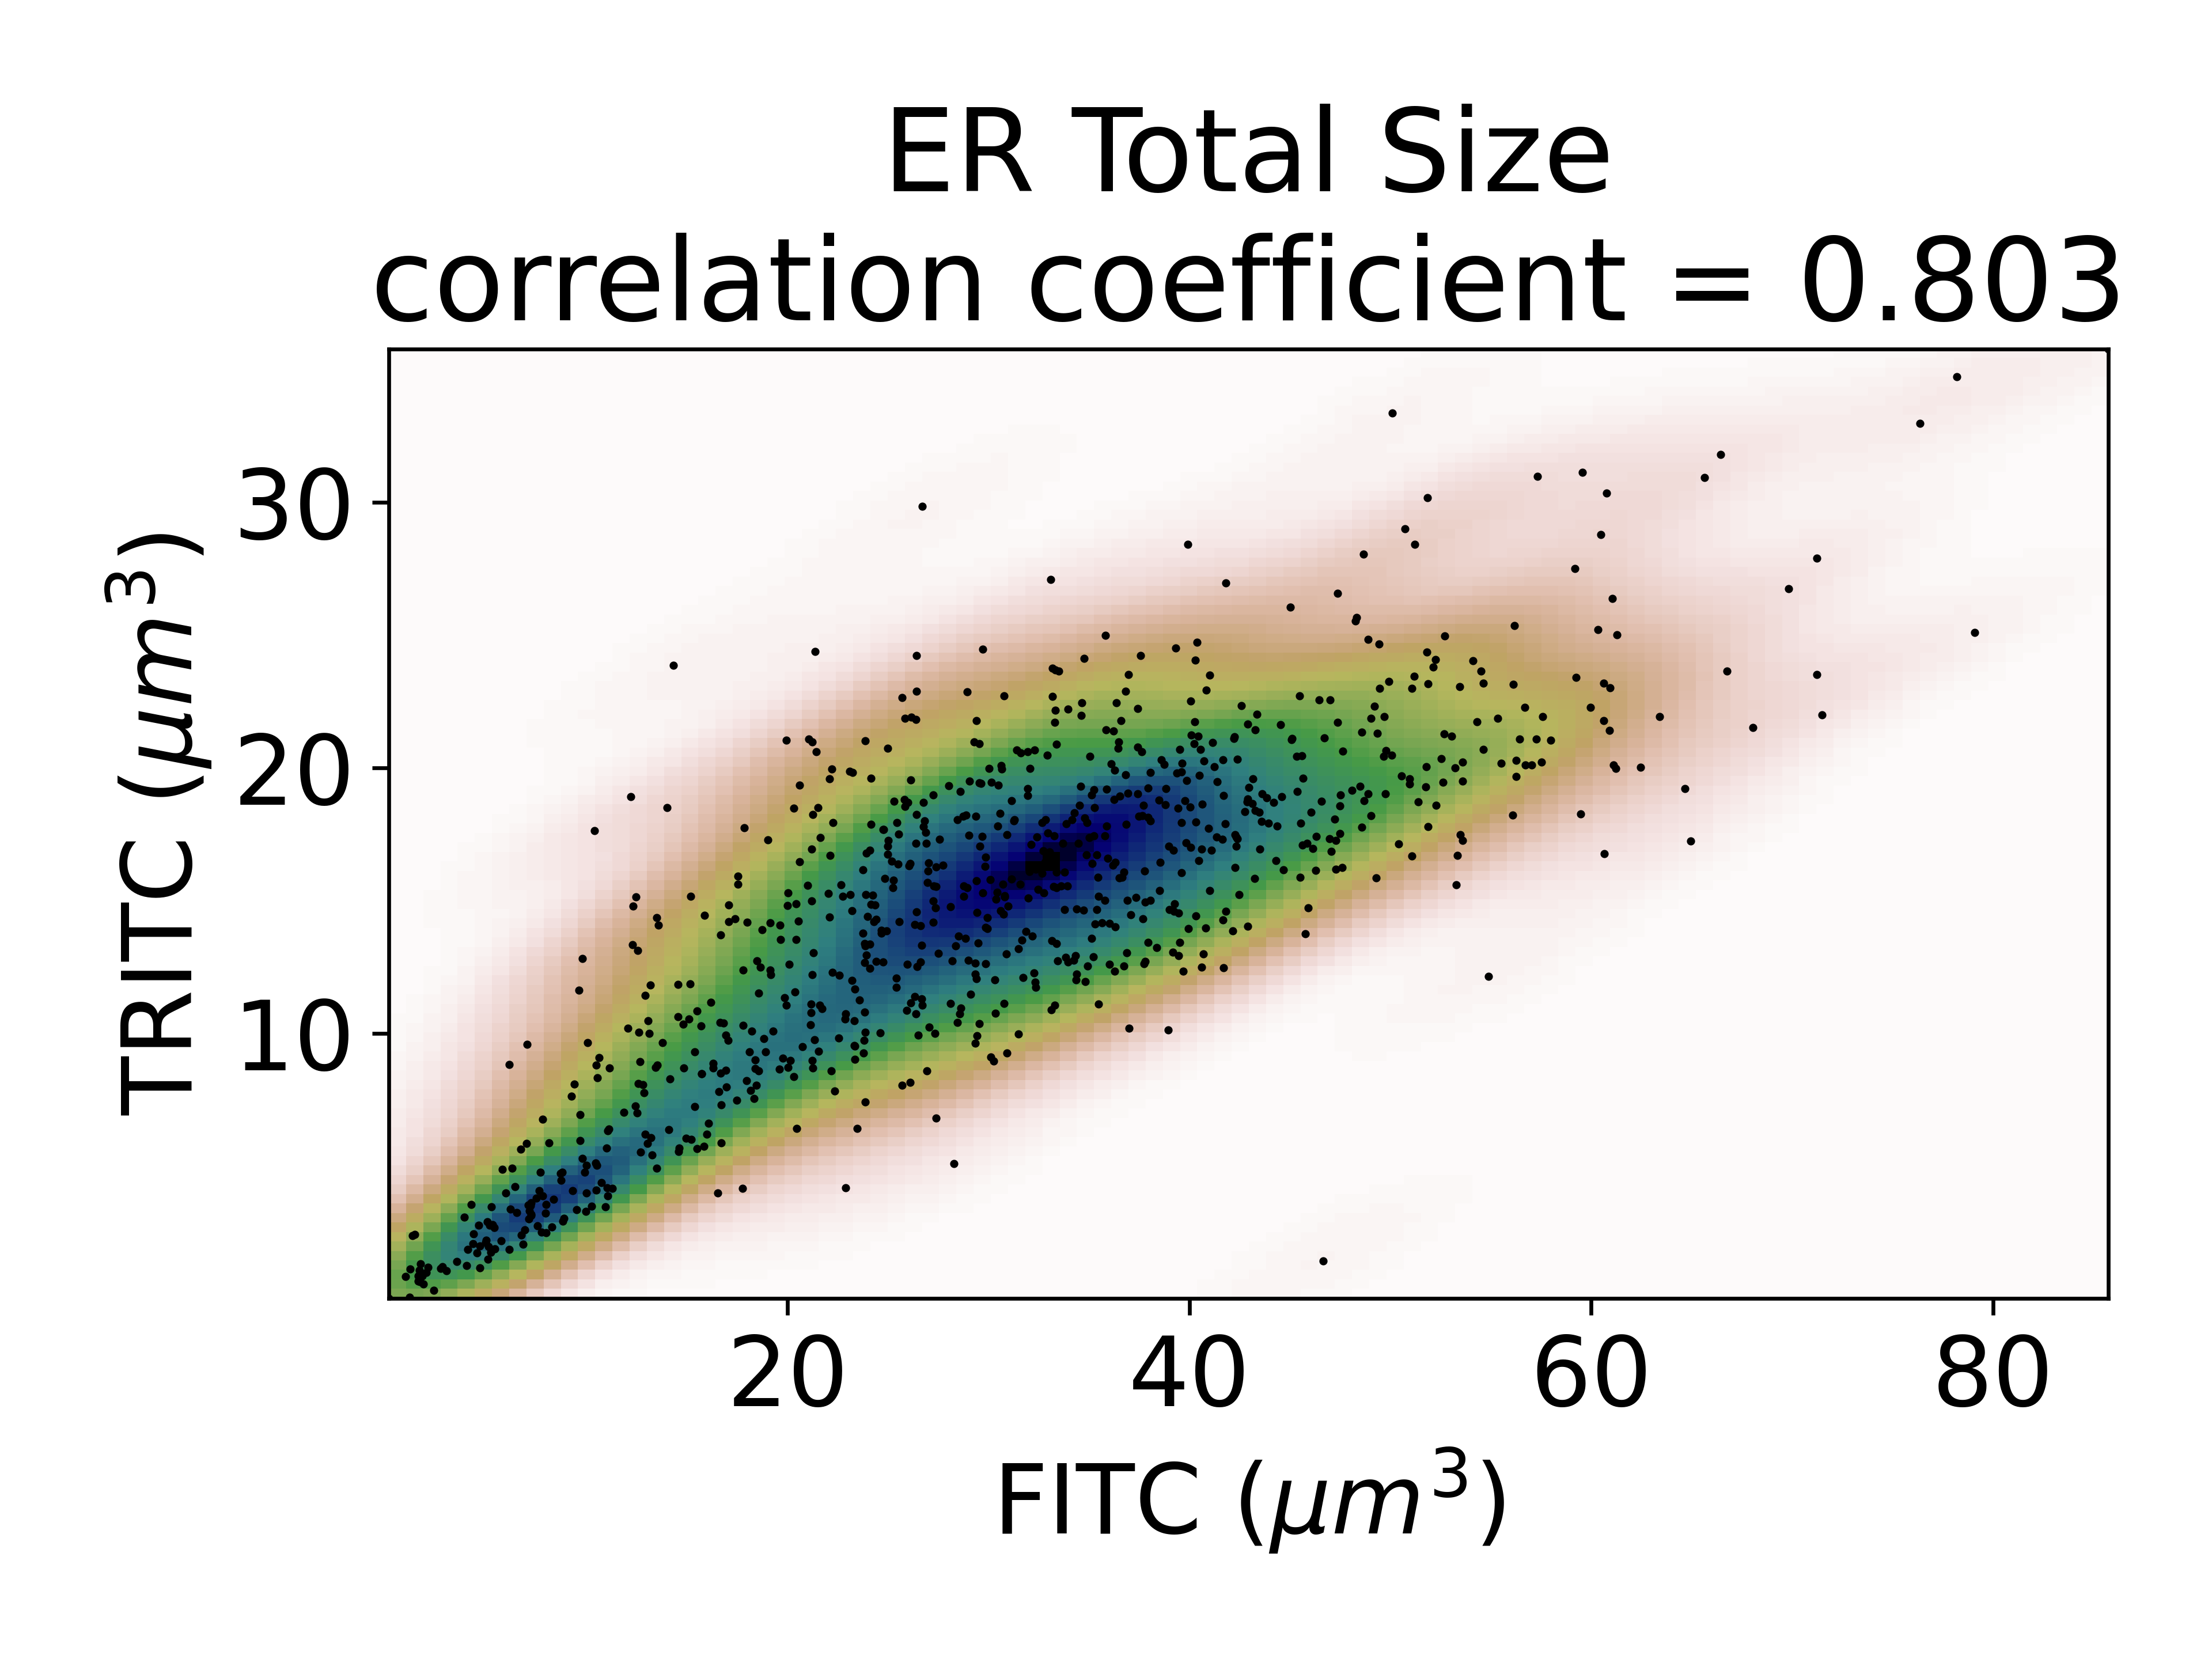 ER Total Size
correlation coefficient = 0.803
TRITC (μm³)
30
20
10
20 40 60 80
FITC (μm³)